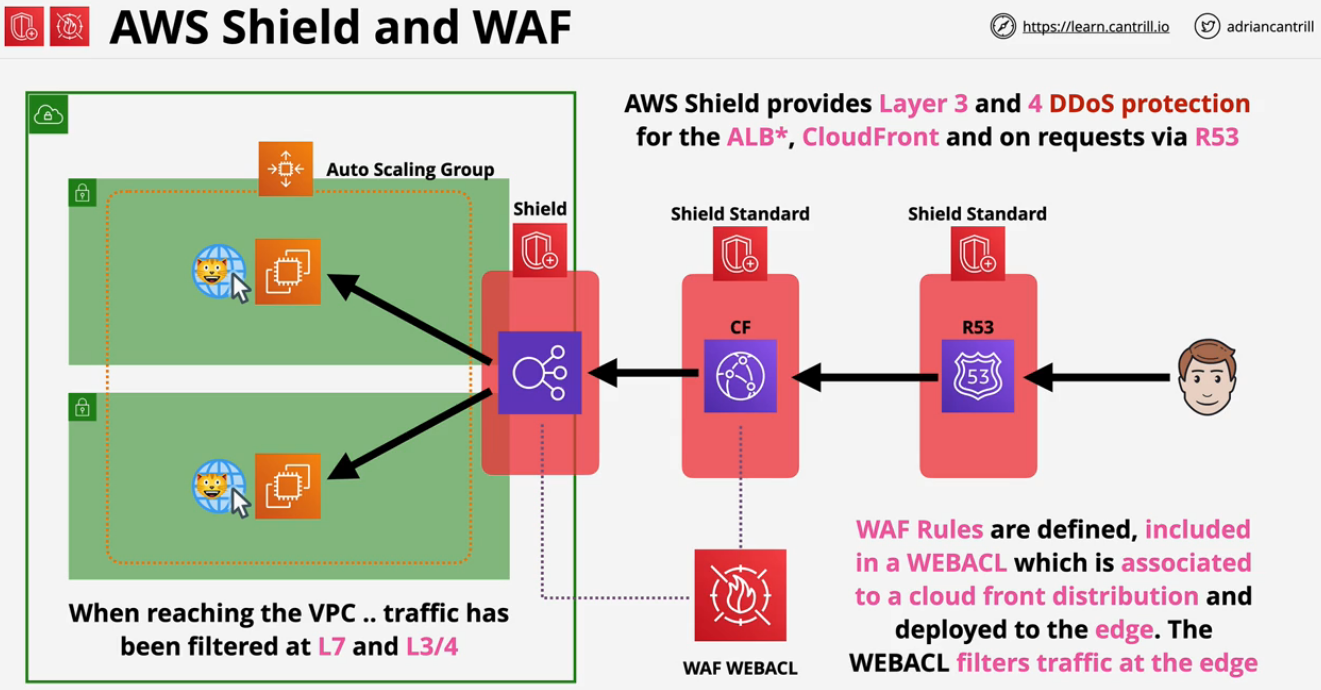 AWS Shield and WAF
https://learn.cantrill.io
adriancantrill
AWS Shield provides Layer 3 and 4 DDoS protection
for the ALB*, CloudFront and on requests via R53
Auto Scaling Group
Shield
Shield Standard
Shield Standard
CF
R53
53
WAF Rules are defined, included
in a WEBACL which is associated
to a cloud front distribution and
deployed to the edge. The
WEBACL filters traffic at the edge
When reaching the VPC .. traffic has
been filtered at L7 and L3/4
WAF WEBACL